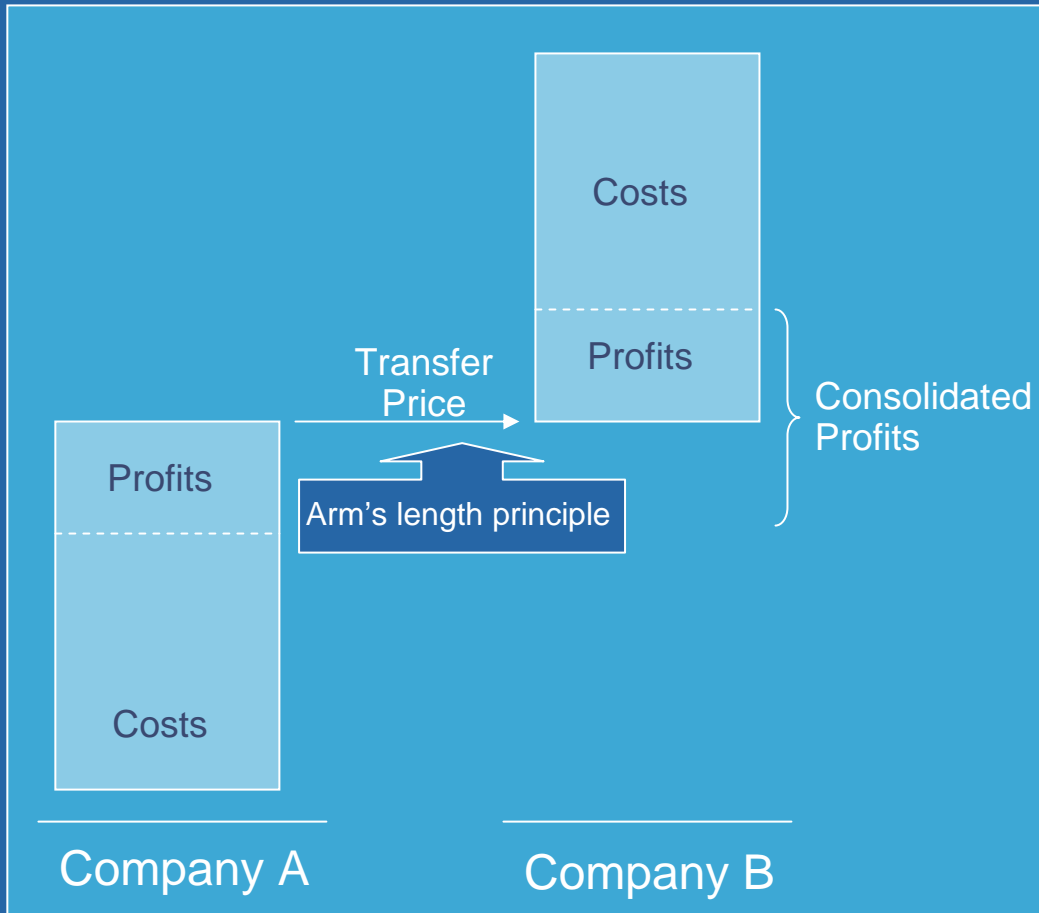 Costs
Profits
Transfer
Price
Consolidated
Profits
Profits
Arm's length principle
Costs
Company A
Company B